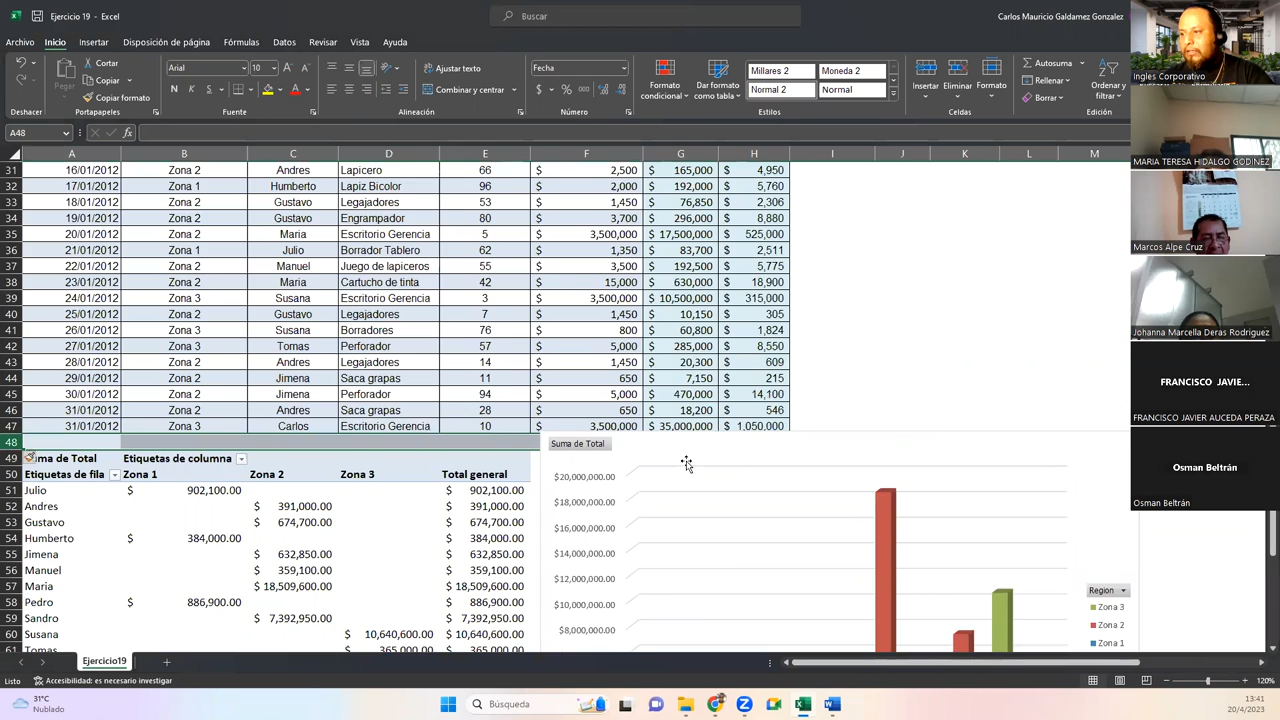 Ejercicio 19 - Excel
Buscar
Carlos Mauricio Galdamez Gonzalez
Archivo Inicio Insertar Disposición de página Fórmulas Datos Revisar Vista Ayuda
Cortar
Copiar
Copiar formato
Deshacer Portapapeles
Arial 10
Fuente
Ajustar texto
Combinar y centrar
Alineación
Fecha
Número
Formato condicional
Dar formato como tabla
Millares 2 Moneda 2
Normal 2 Normal
Estilos
Insertar Eliminar Formato
Celdas
Autosuma
Rellenar
Borrar
Ordenar y filtrar
Edición
A48
A B C D E F G H I J K L M
31 16/01/2012 Zona 2 Andres Lapicero 66 $ 2,500 $ 165,000 $ 4,950
32 17/01/2012 Zona 1 Humberto Lapiz Bicolor 96 $ 2,000 $ 192,000 $ 5,760
33 18/01/2012 Zona 2 Gustavo Legajadores 53 $ 1,450 $ 76,850 $ 2,306
34 19/01/2012 Zona 2 Gustavo Engrampador 80 $ 3,700 $ 296,000 $ 8,880
35 20/01/2012 Zona 2 Maria Escritorio Gerencia 5 $ 3,500,000 $ 17,500,000 $ 525,000
36 21/01/2012 Zona 1 Julio Borrador Tablero 62 $ 1,350 $ 83,700 $ 2,511
37 22/01/2012 Zona 2 Manuel Juego de lapiceros 55 $ 3,500 $ 192,500 $ 5,775
38 23/01/2012 Zona 2 Maria Cartucho de tinta 42 $ 15,000 $ 630,000 $ 18,900
39 24/01/2012 Zona 3 Susana Escritorio Gerencia 3 $ 3,500,000 $ 10,500,000 $ 315,000
40 25/01/2012 Zona 2 Gustavo Legajadores 7 $ 1,450 $ 10,150 $ 305
41 26/01/2012 Zona 3 Susana Borradores 76 $ 800 $ 60,800 $ 1,824
42 27/01/2012 Zona 3 Tomas Perforador 57 $ 5,000 $ 285,000 $ 8,550
43 28/01/2012 Zona 2 Andres Legajadores 14 $ 1,450 $ 20,300 $ 609
44 29/01/2012 Zona 2 Jimena Saca grapas 11 $ 650 $ 7,150 $ 215
45 30/01/2012 Zona 2 Jimena Perforador 94 $ 5,000 $ 470,000 $ 14,100
46 31/01/2012 Zona 2 Andres Saca grapas 28 $ 650 $ 18,200 $ 546
47 31/01/2012 Zona 3 Carlos Escritorio Gerencia 10 $ 3,500,000 $ 35,000,000 $ 1,050,000
48
49 ma de Total Etiquetas de columna
Etiquetas de fila Zona 1 Zona 2 Zona 3 Total general
51 Julio $ 902,100.00 $ 902,100.00
52 Andres $ 391,000.00 $ 391,000.00
53 Gustavo $ 674,700.00 $ 674,700.00
54 Humberto $ 384,000.00 $ 384,000.00
55 Jimena $ 632,850.00 $ 632,850.00
56 Manuel $ 359,100.00 $ 359,100.00
57 Maria $ 18,509,600.00 $ 18,509,600.00
58 Pedro $ 886,900.00 $ 886,900.00
59 Sandro $ 7,392,950.00 $ 7,392,950.00
60 Susana $ 10,640,600.00 $ 10,640,600.00
61 Tomas $ 365,000.00 $ 365,000.00
Suma de Total
$20,000,000.00
$18,000,000.00
$16,000,000.00
$14,000,000.00
$12,000,000.00
$10,000,000.00
$8,000,000.00
Region
Zona 3
Zona 2
Zona 1
Ingles Corporativo
MARIA TERESA HIDALGO GODINEZ
Marcos Alpe Cruz
Johanna Marcella Deras Rodriguez
FRANCISCO JAVIE...
FRANCISCO JAVIER AUCEDA PERAZA
Osman Beltrán
Osman Beltrán
Ejercicio19
Listo
Accesibilidad: es necesario investigar
120%
31°C
Nublado
Búsqueda
13:41
20/4/2023